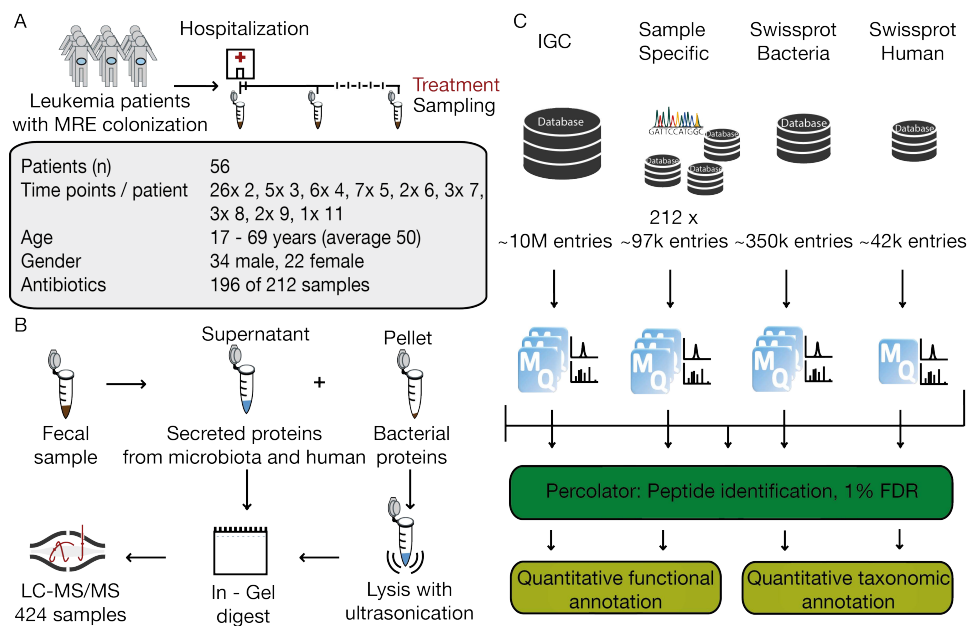 A
Hospitalization
Leukemia patients
with MRE colonization
Treatment
Sampling
Patients (n) 56
Time points / patient 26x 2, 5x 3, 6x 4, 7x 5, 2x 6, 3x 7,
3x 8, 2x 9, 1x 11
Age 17 - 69 years (average 50)
Gender 34 male, 22 female
Antibiotics 196 of 212 samples
B
Supernatant
Pellet
+
Fecal
sample
Secreted proteins
from microbiota and human
Bacterial
proteins
LC-MS/MS
424 samples
In - Gel
digest
Lysis with
ultrasonication
C
IGC
Sample
Specific
Swissprot
Bacteria
Swissprot
Human
Database
GATTCCATGGC
Database
Database
Database
Database
Database
212 x
~10M entries
~97k entries
~350k entries
~42k entries
MQ
MQ
MQ
MQ
Percolator: Peptide identification, 1% FDR
Quantitative functional
annotation
Quantitative taxonomic
annotation